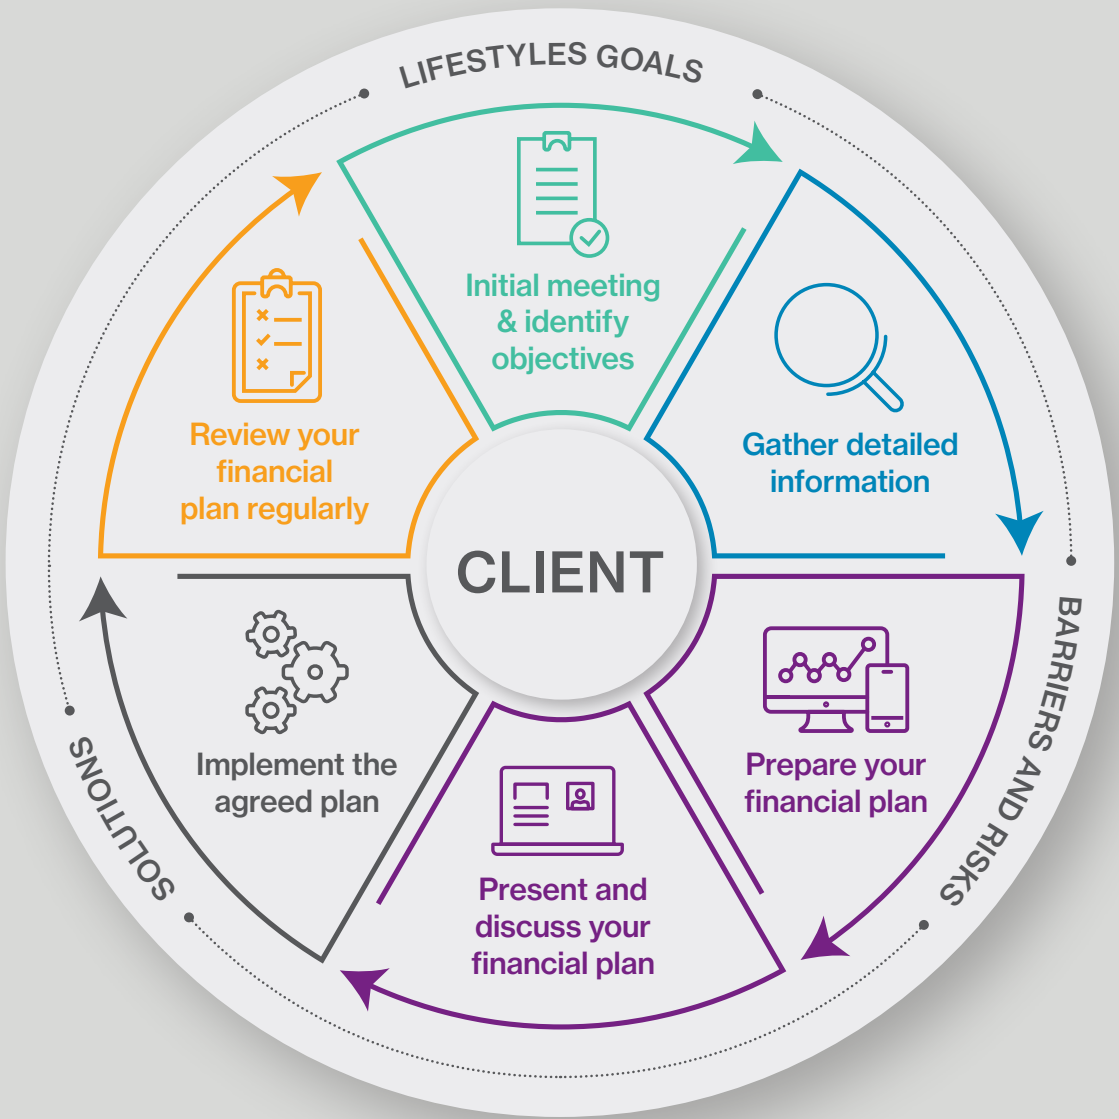 LIFESTYLES GOALS
Initial meeting
& identify
objectives
Gather detailed
information
BARRIERS AND RISKS
Prepare your
financial plan
Present and
discuss your
financial plan
Implement the
agreed plan
SOLUTIONS
Review your
financial
plan regularly
CLIENT